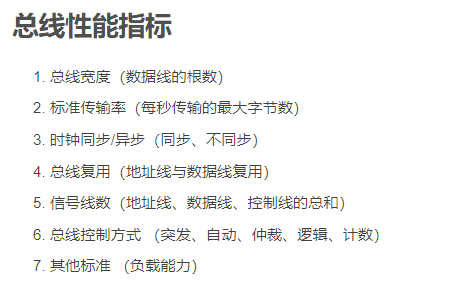 总线性能指标
1. 总线宽度（数据线的根数）
2. 标准传输率（每秒传输的最大字节数）
3. 时钟同步/异步（同步、不同步）
4. 总线复用（地址线与数据线复用）
5. 信号线数（地址线、数据线、控制线的总和）
6. 总线控制方式 （突发、自动、仲裁、逻辑、计数）
7. 其他标准 （负载能力）